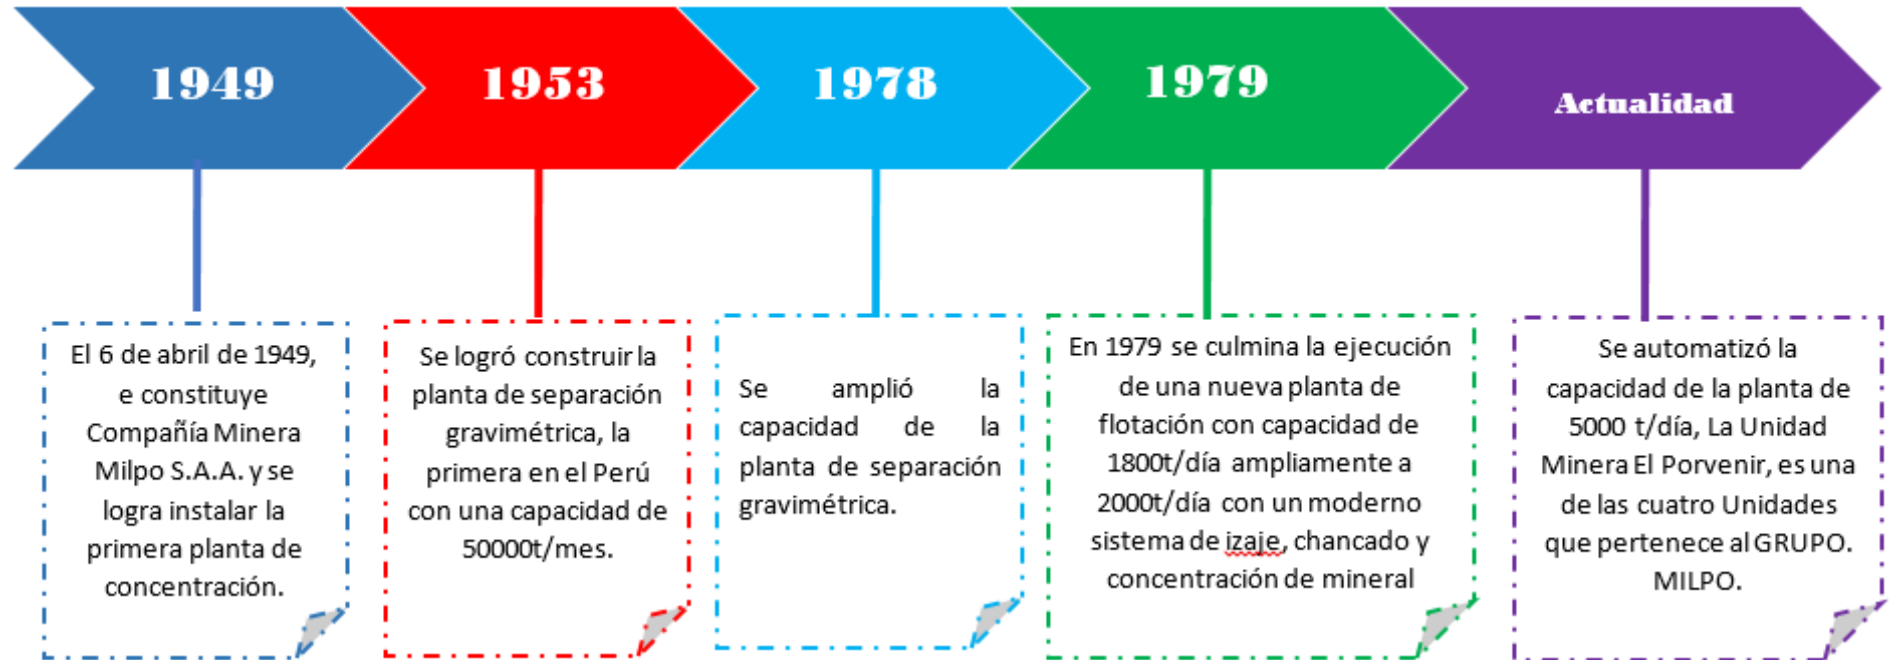 1949
1953
1978
1979
Actualidad
El 6 de abril de 1949,
e constituye
Compañía Minera
Milpo S.A.A. y se
logra instalar la
primera planta de
concentración.
Se logró construir la
planta de separación
gravimétrica, la
primera en el Perú
con una capacidad de
50000t/mes.
Se amplió la
capacidad de la
planta de separación
gravimétrica.
En 1979 se culmina la ejecución
de una nueva planta de
flotación con capacidad de
1800t/día ampliamente a
2000t/día con un moderno
sistema de izaje, chancado y
concentración de mineral
Se automatizó la
capacidad de la planta de
5000 t/día, La Unidad
Minera El Porvenir, es una
de las cuatro Unidades
que pertenece al GRUPO.
MILPO.